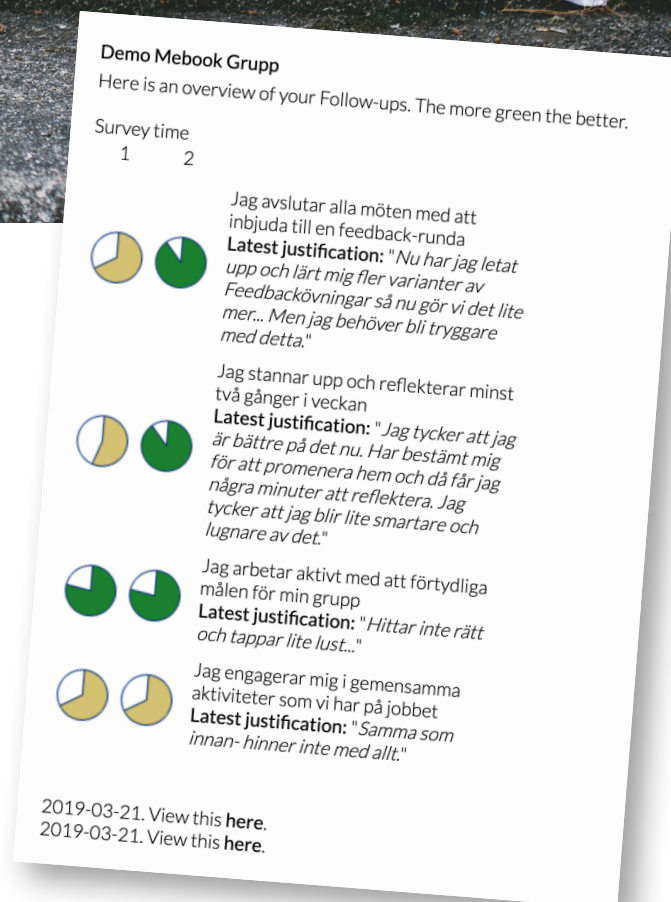 Demo Mebook Grupp
Here is an overview of your Follow-ups. The more green the better.
Survey time
1 2
Jag avslutar alla möten med att
inbjuda till en feedback-runda
Latest justification: "Nu har jag letat
upp och lärt mig fler varianter av
Feedbackövningar så nu gör vi det lite
mer... Men jag behöver bli tryggare
med detta."
Jag stannar upp och reflekterar minst
två gånger i veckan
Latest justification: "Jag tycker att jag
är bättre på det nu. Har bestämt mig
för att promenera hem och då får jag
några minuter att reflektera. Jag
tycker att jag blir lite smartare och
lugnare av det."
Jag arbetar aktivt med att förtydliga
målen för min grupp
Latest justification: "Hittar inte rätt
och tappar lite lust..."
Jag engagerar mig i gemensamma
aktiviteter som vi har på jobbet
Latest justification: "Samma som
innan- hinner inte med allt."
2019-03-21. View this here.
2019-03-21. View this here.